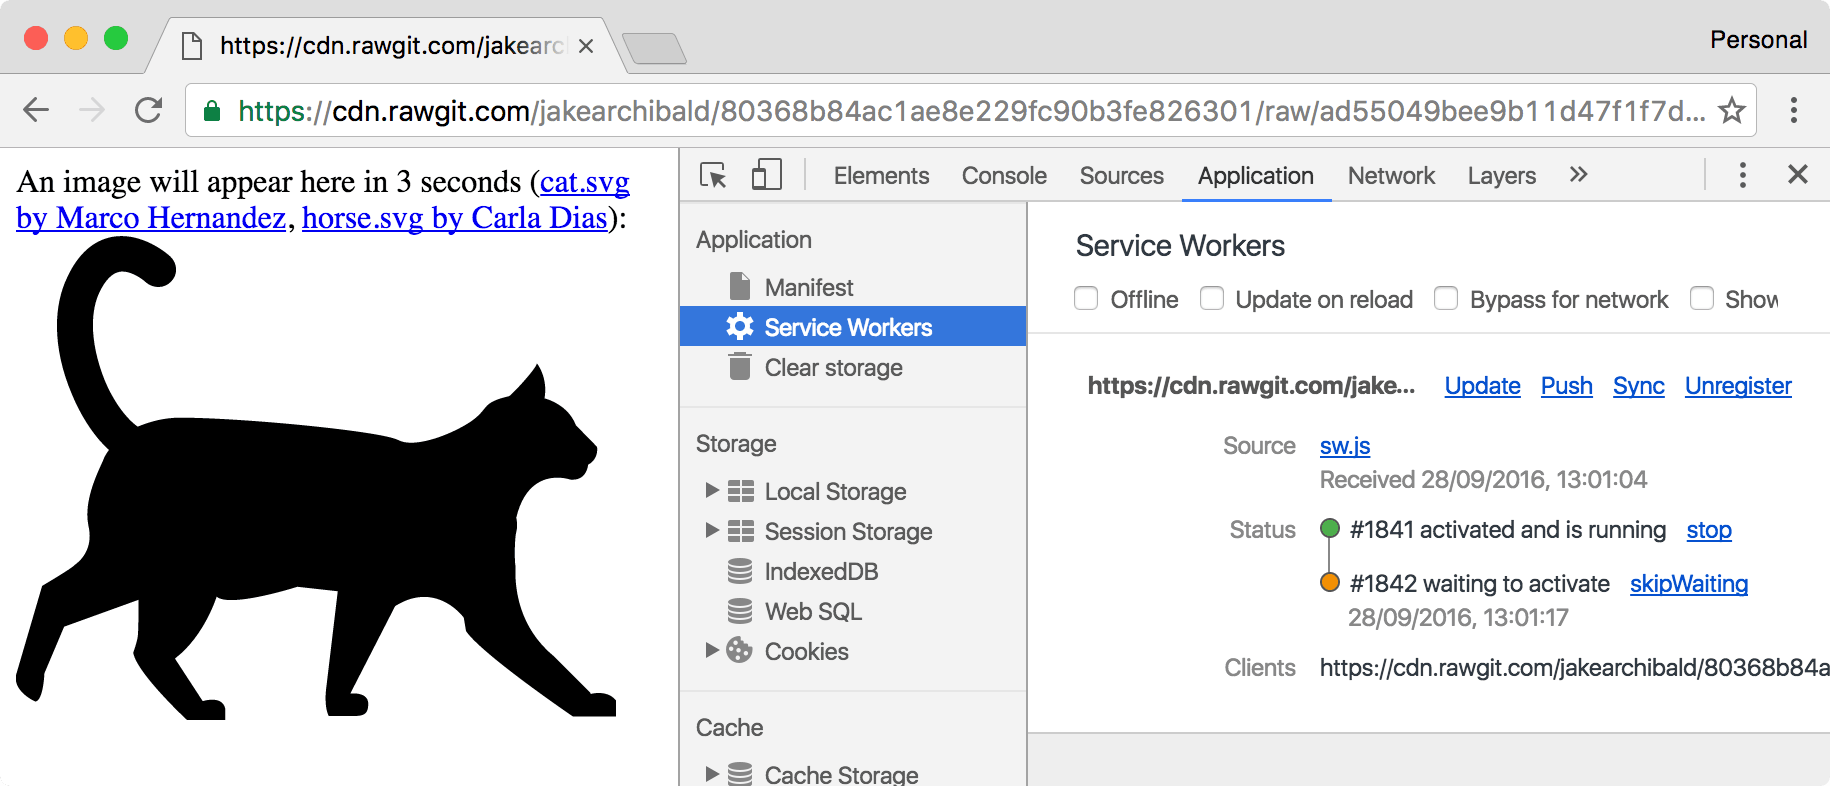 https://cdn.rawgit.com/jakearc
Personal
https://cdn.rawgit.com/jakearchibald/80368b84ac1ae8e229fc90b3fe826301/raw/ad55049bee9b11d47f1f7d...
An image will appear here in 3 seconds (cat.svg
by Marco Hernandez, horse.svg by Carla Dias):
Elements Console Sources Application Network Layers
Application
Manifest
Service Workers
Clear storage
Storage
Local Storage
Session Storage
IndexedDB
Web SQL
Cookies
Cache
Cache Storage
Service Workers
Offline Update on reload Bypass for network Show
https://cdn.rawgit.com/jake... Update Push Sync Unregister
Source sw.js
Received 28/09/2016, 13:01:04
Status #1841 activated and is running stop
#1842 waiting to activate skipWaiting
28/09/2016, 13:01:17
Clients https://cdn.rawgit.com/jakearchibald/80368b84a